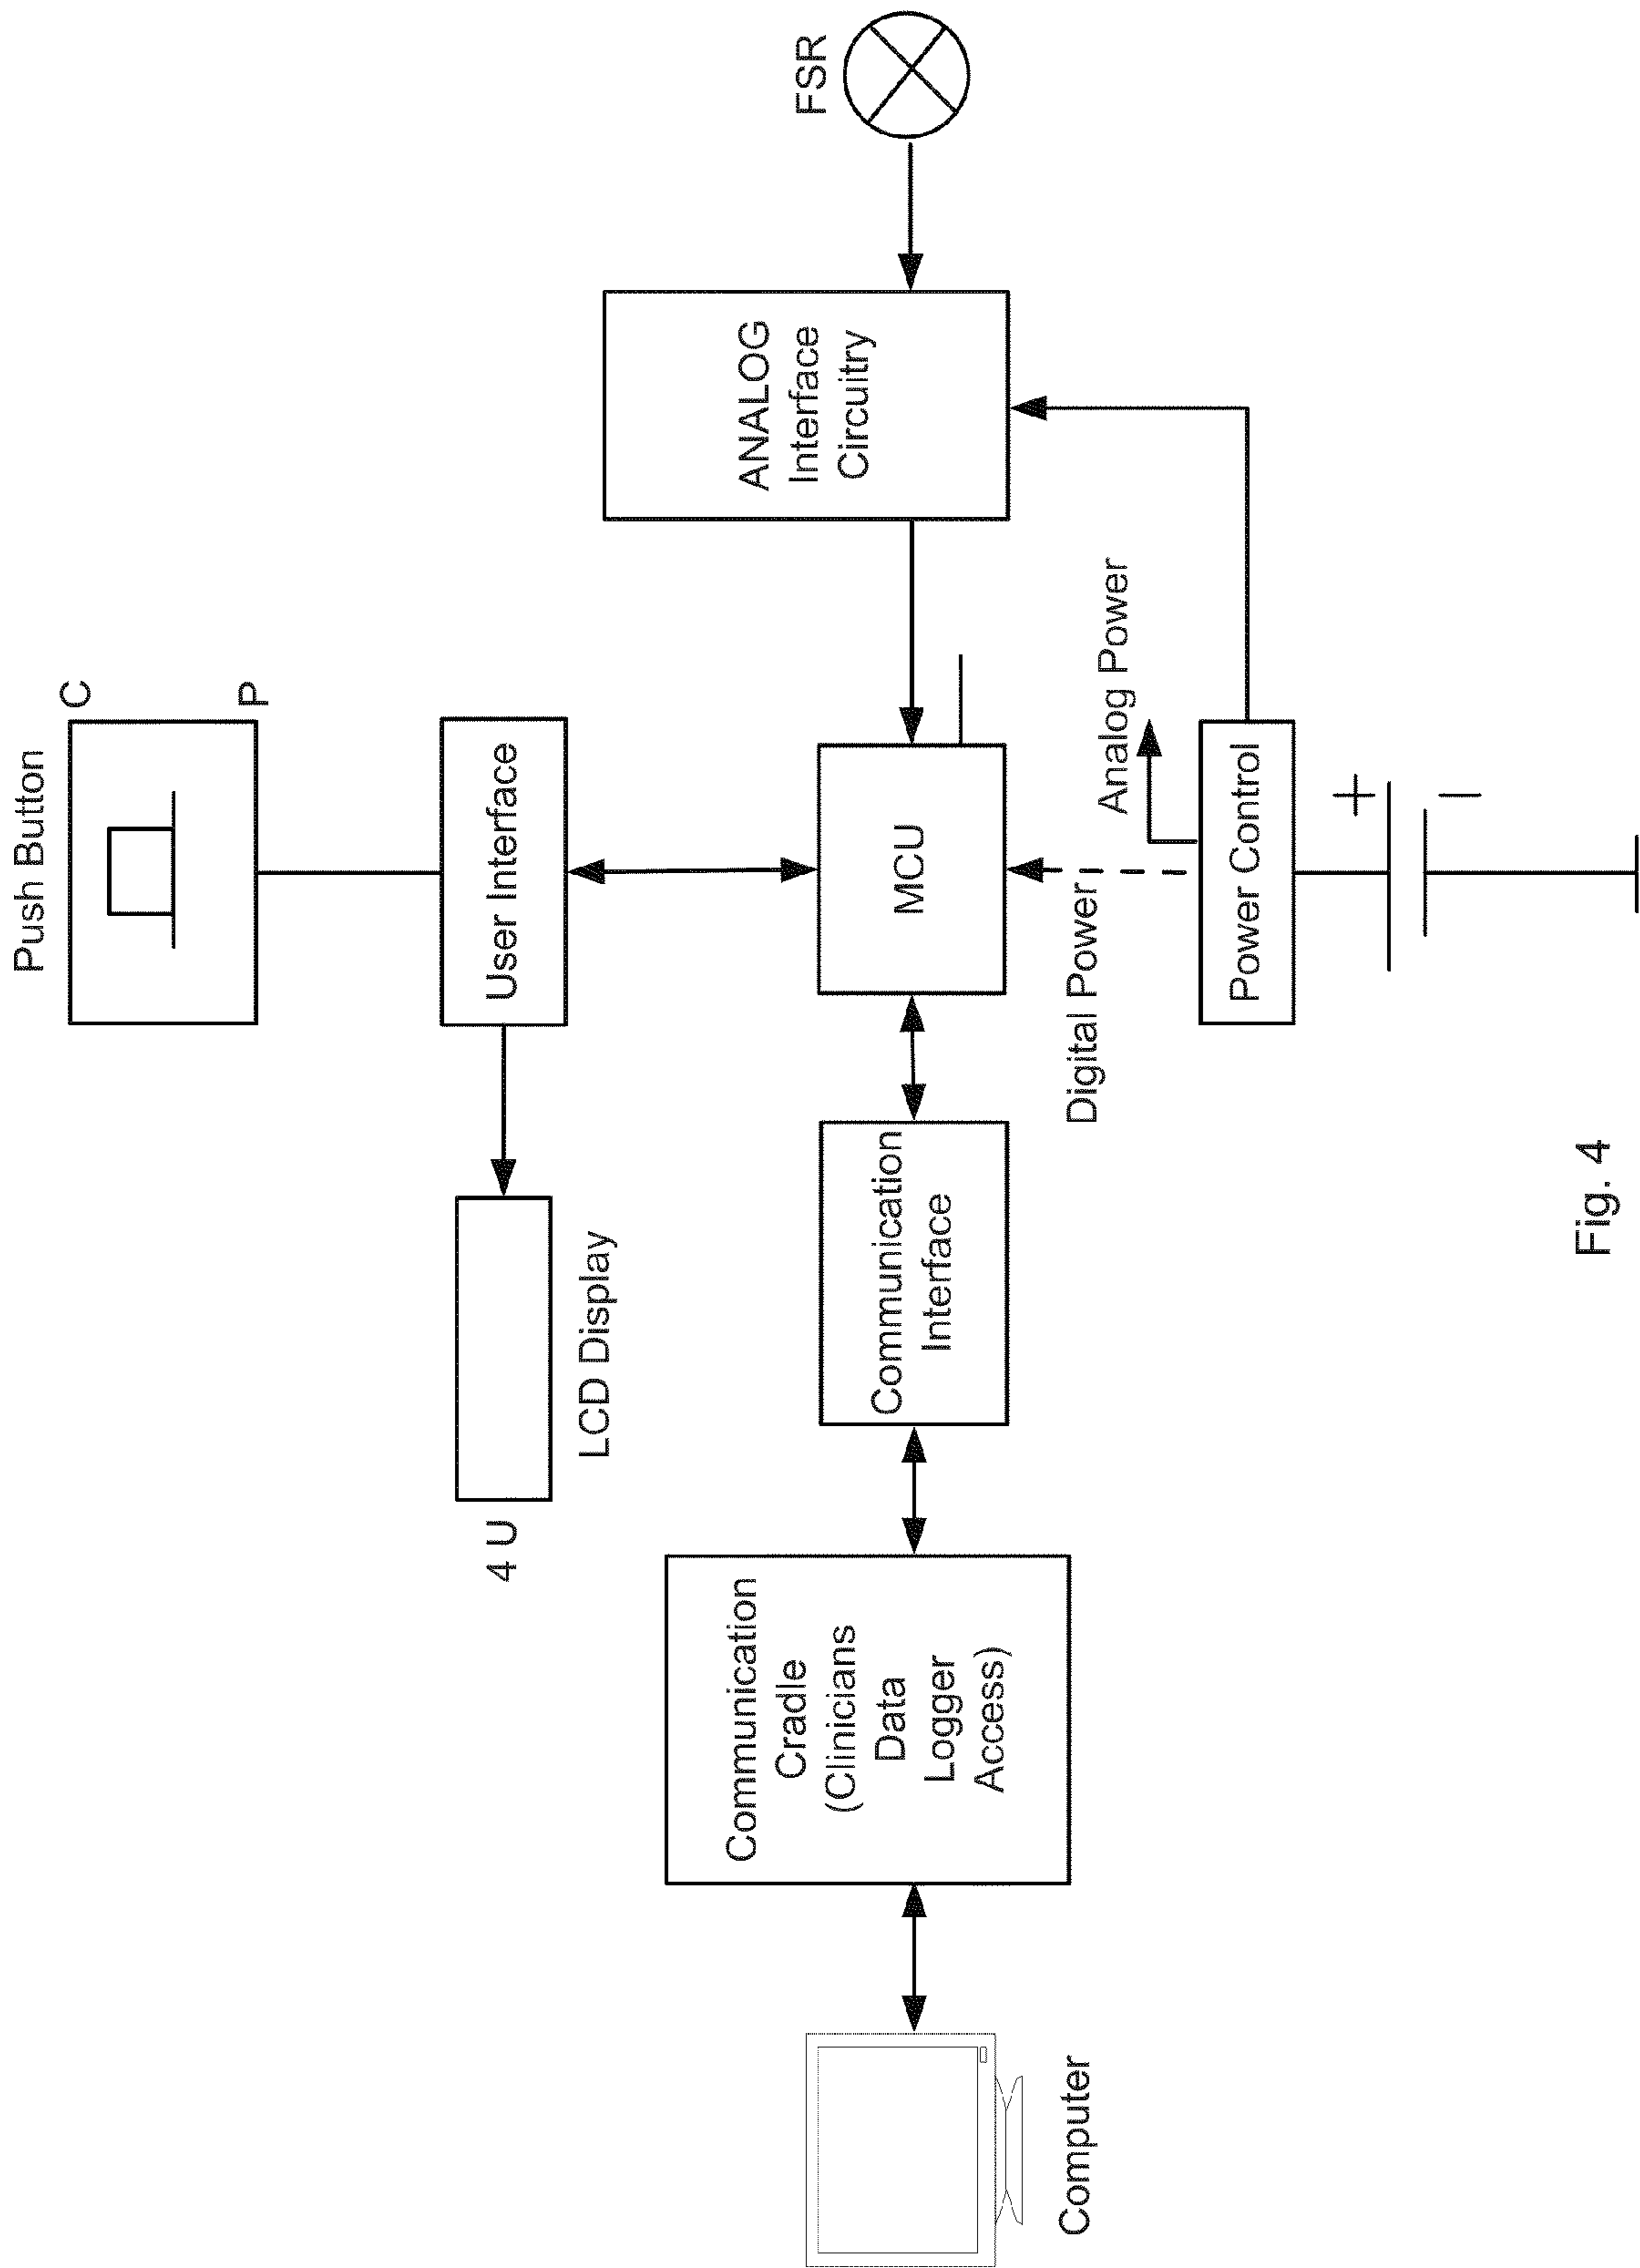 Push Button
C
P
User Interface
4 U
LCD Display
FSR
ANALOG
Interface
Circuitry
MCU
Communication
Interface
Communication
Cradle
(Clinicians
Data
Logger
Access)
Computer
Digital Power
Analog Power
Power Control
+
−
Fig. 4